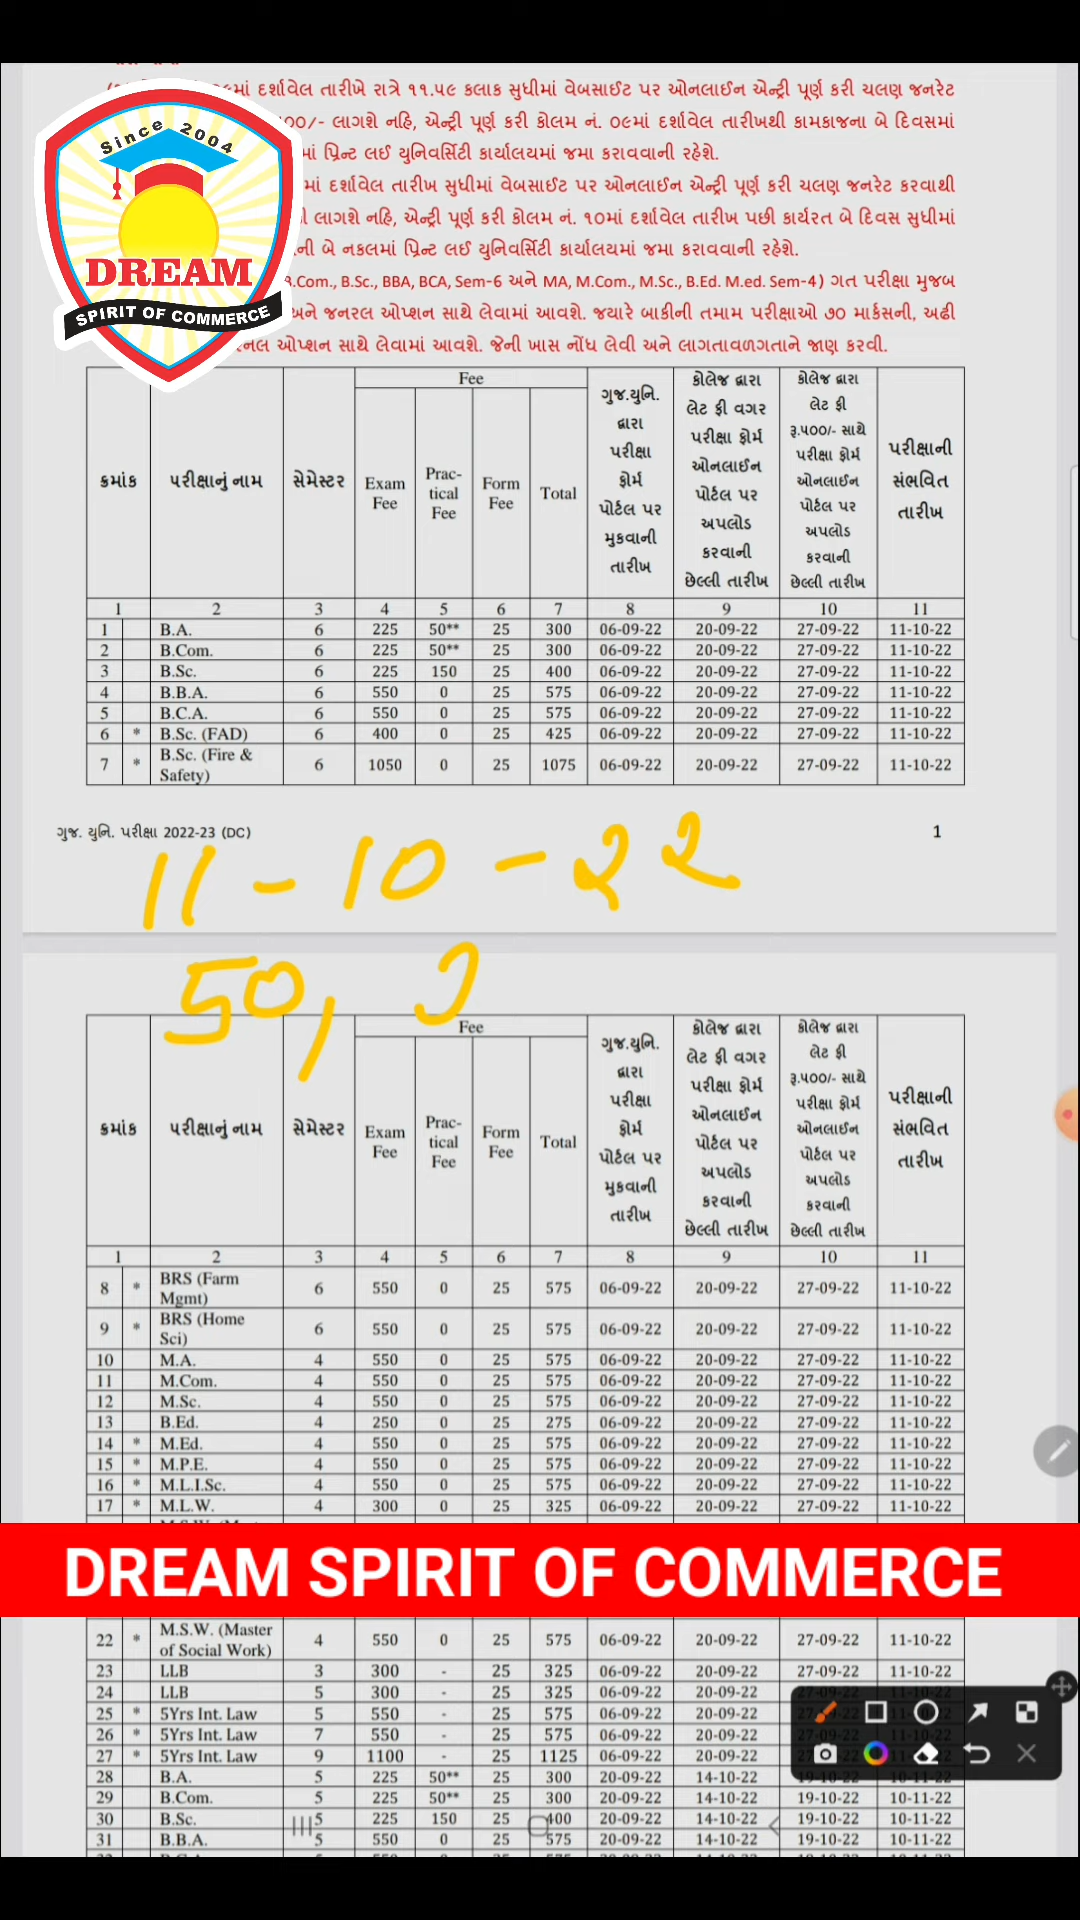 માં દર્શાવેલ તારીખે રાત્રે ૧૧.૫૯ કલાક સુધીમાં વેબસાઈટ પર ઓનલાઈન એન્ટ્રી પૂર્ણ કરી ચલણ જનરેટ
૦૦/- લાગશે નહિ, એન્ટ્રી પૂર્ણ કરી કોલમ નં. ૦૯માં દર્શાવેલ તારીખથી કામકાજના બે દિવસમાં
માં પ્રિન્ટ લઈ યુનિવર્સિટી કાર્યાલયમાં જમા કરાવવાની રહેશે.
માં દર્શાવેલ તારીખ સુધીમાં વેબસાઈટ પર ઓનલાઈન એન્ટ્રી પૂર્ણ કરી ચલણ જનરેટ કરવાથી
લાગશે નહિ, એન્ટ્રી પૂર્ણ કરી કોલમ નં. ૧૦માં દર્શાવેલ તારીખ પછી કાર્યરત બે દિવસ સુધીમાં
ની બે નકલમાં પ્રિન્ટ લઈ યુનિવર્સિટી કાર્યાલયમાં જમા કરાવવાની રહેશે.
B.Com., B.Sc., BBA, BCA, Sem-6 અને MA, M.Com., M.Sc., B.Ed. M.ed. Sem-4) ગત પરીક્ષા મુજબ
અને જનરલ ઓપ્શન સાથે લેવામાં આવશે. જ્યારે બાકીની તમામ પરીક્ષાઓ ૭૦ માર્કસની, અઢી
રનલ ઓપ્શન સાથે લેવામાં આવશે. જેની ખાસ નોંધ લેવી અને લાગતાવળગતાને જાણ કરવી.
Since 2004
DREAM
SPIRIT OF COMMERCE
ક્રમાંક પરીક્ષાનું નામ સેમેસ્ટર Fee Exam Fee Prac-tical Fee Form Fee Total ગુજ.યુનિ. દ્વારા પરીક્ષા ફોર્મ પોર્ટલ પર મુકવાની તારીખ કોલેજ દ્વારા લેટ ફી વગર પરીક્ષા ફોર્મ ઓનલાઈન પોર્ટલ પર અપલોડ કરવાની છેલ્લી તારીખ કોલેજ દ્વારા લેટ ફી રૂ.૫૦૦/- સાથે પરીક્ષા ફોર્મ ઓનલાઈન પોર્ટલ પર અપલોડ કરવાની છેલ્લી તારીખ પરીક્ષાની સંભવિત તારીખ
1 2 3 4 5 6 7 8 9 10 11
1 B.A. 6 225 50** 25 300 06-09-22 20-09-22 27-09-22 11-10-22
2 B.Com. 6 225 50** 25 300 06-09-22 20-09-22 27-09-22 11-10-22
3 B.Sc. 6 225 150 25 400 06-09-22 20-09-22 27-09-22 11-10-22
4 B.B.A. 6 550 0 25 575 06-09-22 20-09-22 27-09-22 11-10-22
5 B.C.A. 6 550 0 25 575 06-09-22 20-09-22 27-09-22 11-10-22
6 * B.Sc. (FAD) 6 400 0 25 425 06-09-22 20-09-22 27-09-22 11-10-22
7 * B.Sc. (Fire & Safety) 6 1050 0 25 1075 06-09-22 20-09-22 27-09-22 11-10-22
ગુજ. યુનિ. પરીક્ષા 2022-23 (DC) 1
11 - 10 - ૨૨
50,
ક્રમાંક પરીક્ષાનું નામ સેમેસ્ટર Fee Exam Fee Prac-tical Fee Form Fee Total ગુજ.યુનિ. દ્વારા પરીક્ષા ફોર્મ પોર્ટલ પર મુકવાની તારીખ કોલેજ દ્વારા લેટ ફી વગર પરીક્ષા ફોર્મ ઓનલાઈન પોર્ટલ પર અપલોડ કરવાની છેલ્લી તારીખ કોલેજ દ્વારા લેટ ફી રૂ.૫૦૦/- સાથે પરીક્ષા ફોર્મ ઓનલાઈન પોર્ટલ પર અપલોડ કરવાની છેલ્લી તારીખ પરીક્ષાની સંભવિત તારીખ
1 2 3 4 5 6 7 8 9 10 11
8 * BRS (Farm Mgmt) 6 550 0 25 575 06-09-22 20-09-22 27-09-22 11-10-22
9 * BRS (Home Sci) 6 550 0 25 575 06-09-22 20-09-22 27-09-22 11-10-22
10 M.A. 4 550 0 25 575 06-09-22 20-09-22 27-09-22 11-10-22
11 M.Com. 4 550 0 25 575 06-09-22 20-09-22 27-09-22 11-10-22
12 M.Sc. 4 550 0 25 575 06-09-22 20-09-22 27-09-22 11-10-22
13 B.Ed. 4 250 0 25 275 06-09-22 20-09-22 27-09-22 11-10-22
14 * M.Ed. 4 550 0 25 575 06-09-22 20-09-22 27-09-22 11-10-22
15 * M.P.E. 4 550 0 25 575 06-09-22 20-09-22 27-09-22 11-10-22
16 * M.L.I.Sc. 4 550 0 25 575 06-09-22 20-09-22 27-09-22 11-10-22
17 * M.L.W. 4 300 0 25 325 06-09-22 20-09-22 27-09-22 11-10-22
DREAM SPIRIT OF COMMERCE
22 * M.S.W. (Master of Social Work) 4 550 0 25 575 06-09-22 20-09-22 27-09-22 11-10-22
23 LLB 3 300 - 25 325 06-09-22 20-09-22 27-09-22 11-10-22
24 LLB 5 300 - 25 325 06-09-22 20-09-22
25 * 5Yrs Int. Law 5 550 - 25 575 06-09-22 20-09-22
26 * 5Yrs Int. Law 7 550 - 25 575 06-09-22 20-09-22
27 * 5Yrs Int. Law 9 1100 - 25 1125 06-09-22 20-09-22
28 B.A. 5 225 50** 25 300 20-09-22 14-10-22 19-10-22 10-11-22
29 B.Com. 5 225 50** 25 300 20-09-22 14-10-22 19-10-22 10-11-22
30 B.Sc. 5 225 150 25 400 20-09-22 14-10-22 19-10-22 10-11-22
31 B.B.A. 5 550 0 25 575 20-09-22 14-10-22 19-10-22 10-11-22